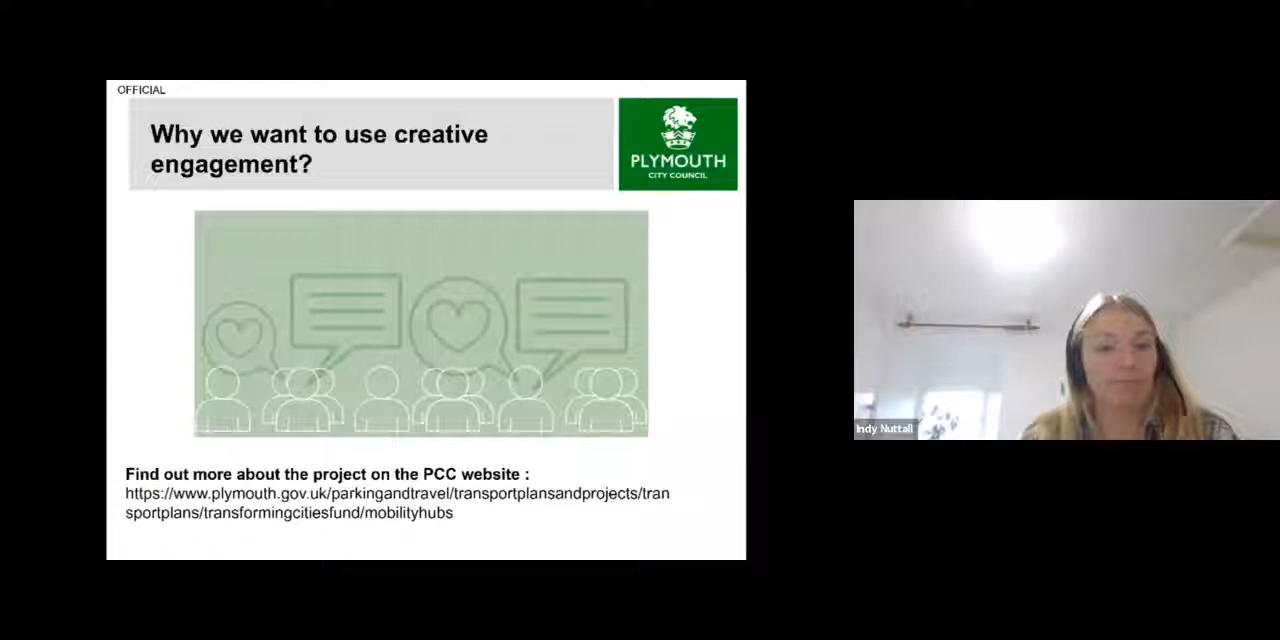 OFFICIAL
Why we want to use creative
engagement?
PLYMOUTH
CITY COUNCIL
Find out more about the project on the PCC website :
https://www.plymouth.gov.uk/parkingandtravel/transportplansandprojects/tran
sportplans/transformingcitiesfund/mobilityhubs
Indy Nuttall